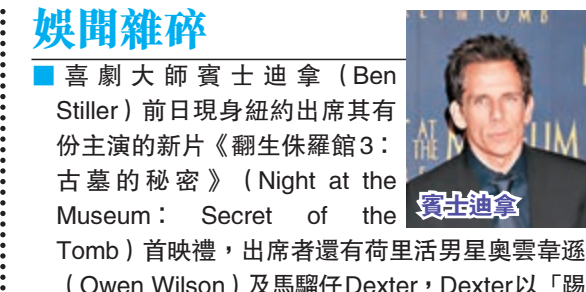 娛聞雜碎
■喜劇大師賓士迪拿（Ben
Stiller）前日現身紐約出席其有
份主演的新片《翻生侏羅館3：
古墓的秘密》（Night at the
Museum： Secret of the
Tomb）首映禮，出席者還有荷里活男星奧雲韋遜
（Owen Wilson）及馬騮仔Dexter，Dexter以「踢
TOMB
AT
THE M UM
賓士迪拿